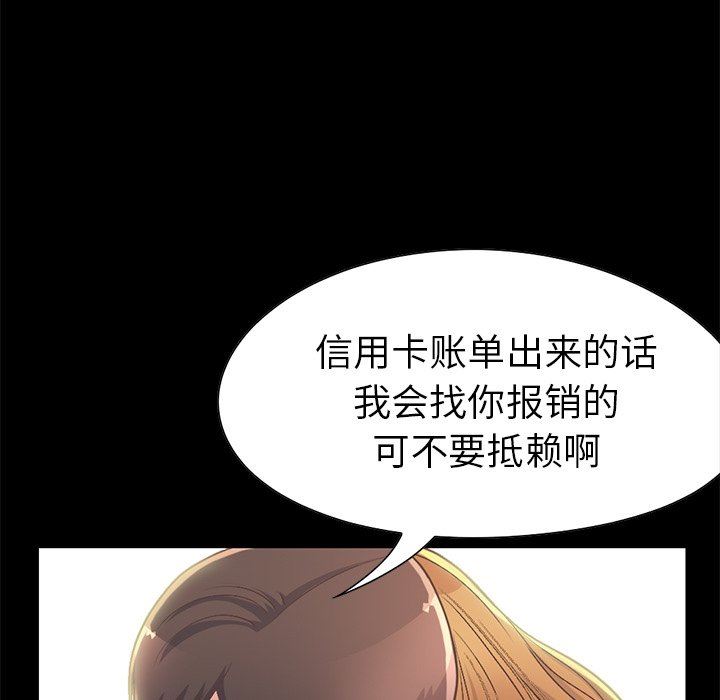 信用卡账单出来的话
我会找你报销的
可不要抵赖啊